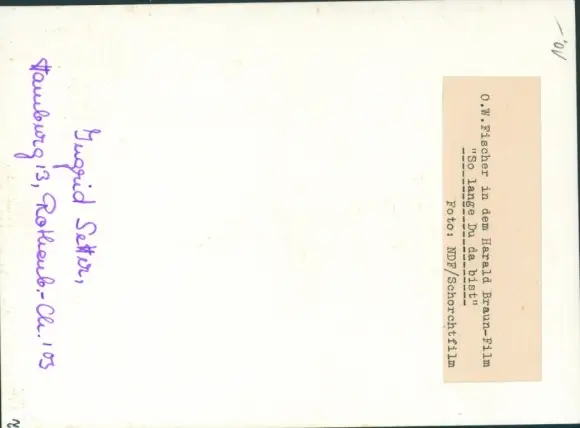 10,-
O.W.Fischer in dem Harald Braun-Film
"So lange Du da bist"
Foto: NDF/Schorchtfilm
Ingrid Setter,
Hamburg 13, Rothenb.-Ch. 103